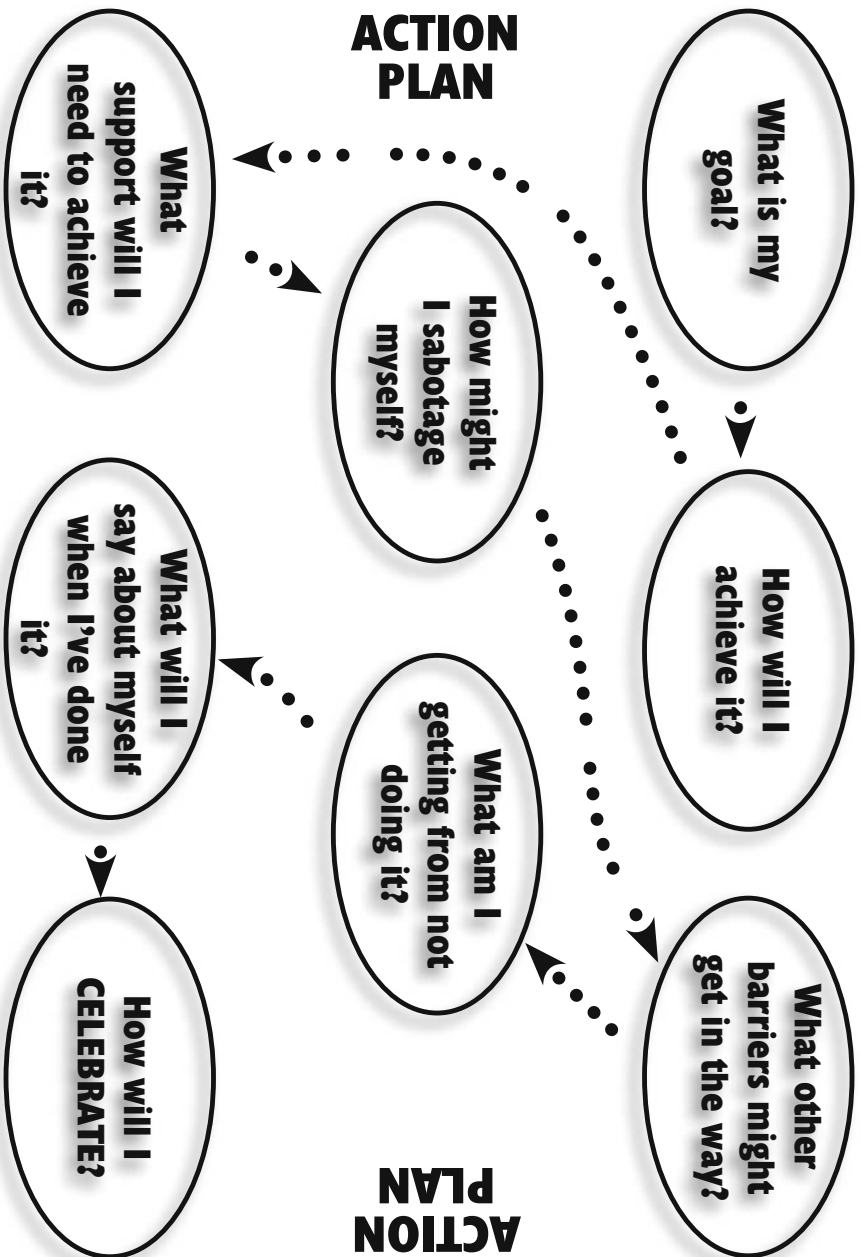 ACTION
PLAN
What is my
goal?
How will I
achieve it?
What
support will I
need to achieve
it?
How might
I sabotage
myself?
What other
barriers might
get in the way?
What am I
getting from not
doing it?
What will I
say about myself
when I've done
it?
How will I
CELEBRATE?
ACTION
PLAN